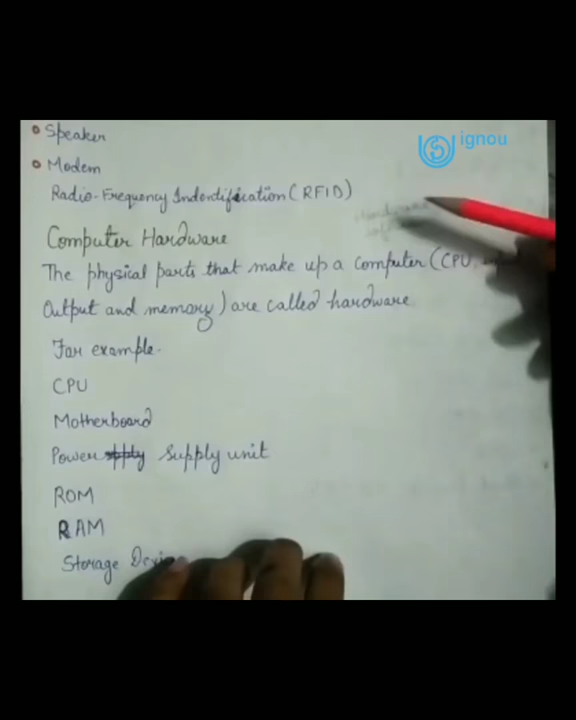 • Speaker
ignou
• Modem
Radio-Frequency Indentification (RFID)
Computer Hardware
The physical parts that make up a computer (CPU,
Output and memory) are called hardware
For example.
CPU
Motherboard
Power Supply unit
ROM
RAM
Storage